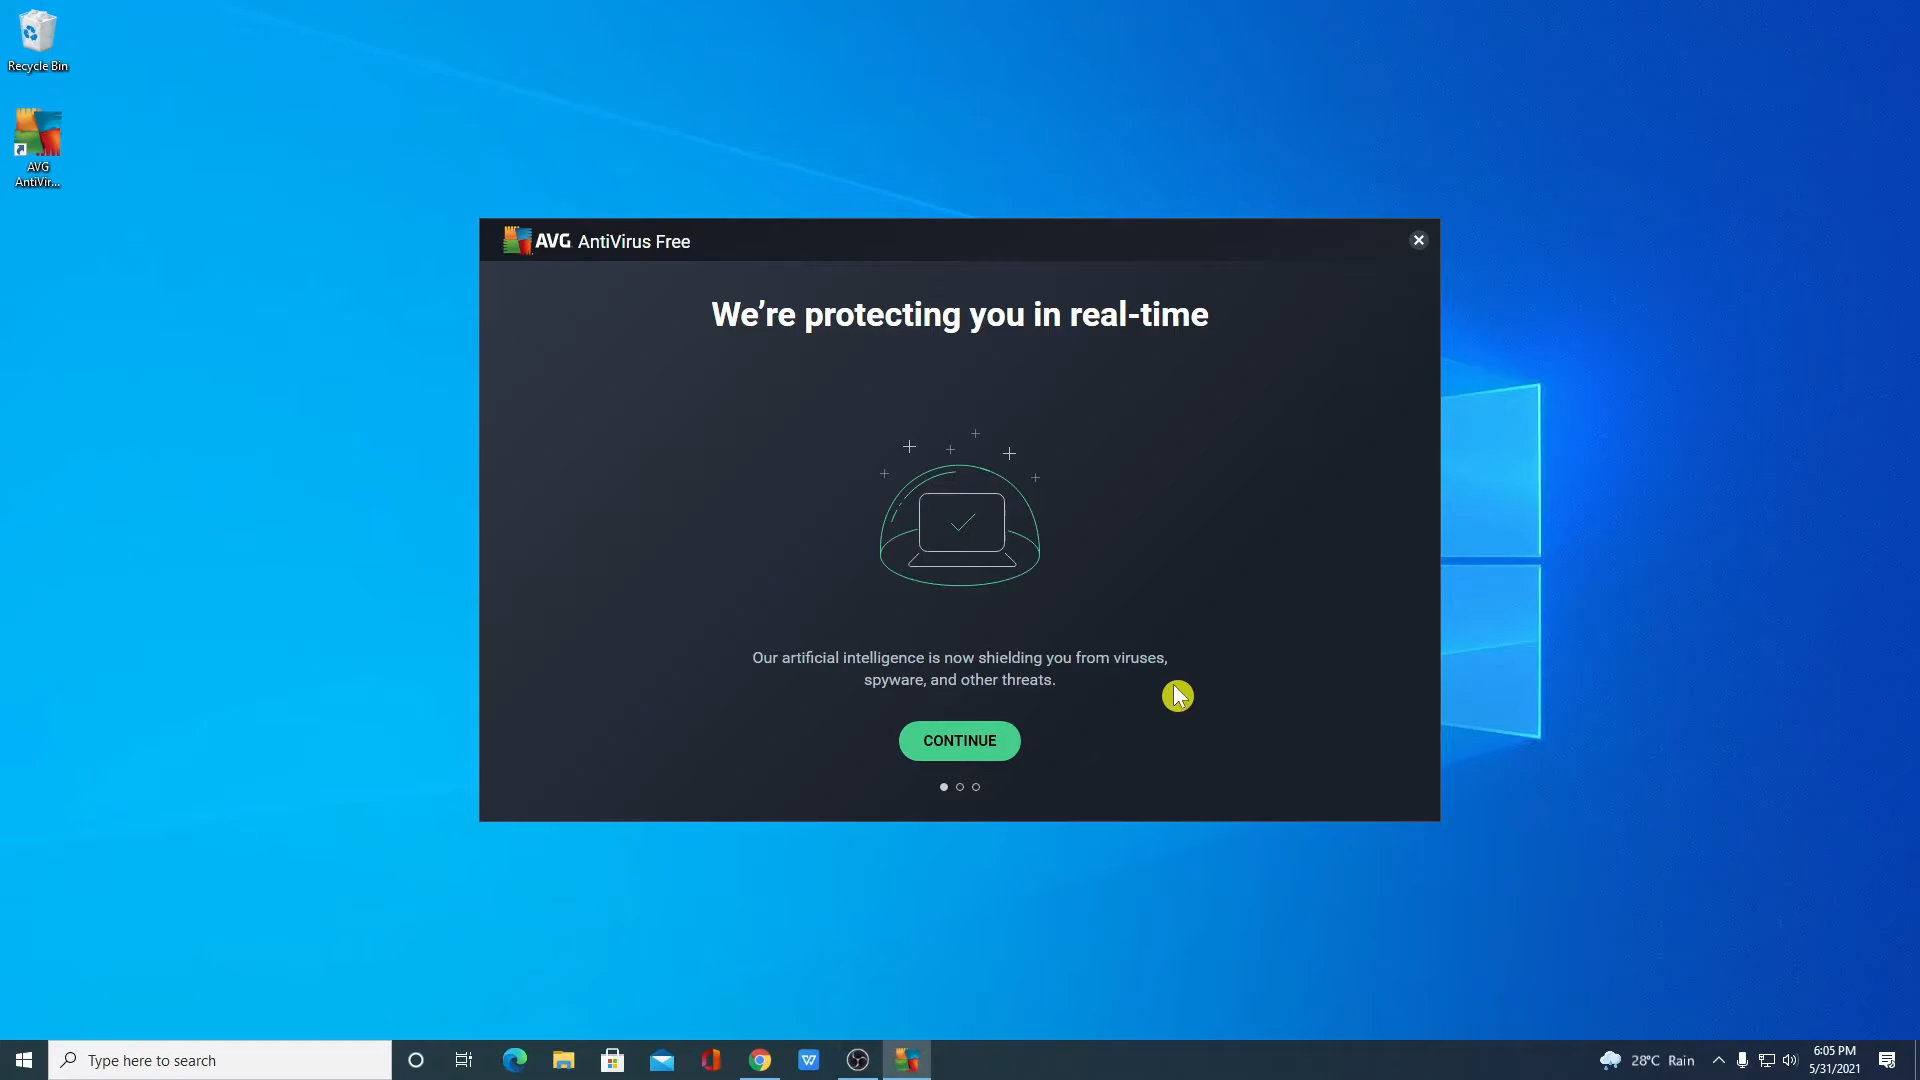 Recycle Bin
AVG
AntiVir...
AVG AntiVirus Free
We're protecting you in real-time
Our artificial intelligence is now shielding you from viruses,
spyware, and other threats.
CONTINUE
Type here to search
28°C Rain
6:05 PM
5/31/2021